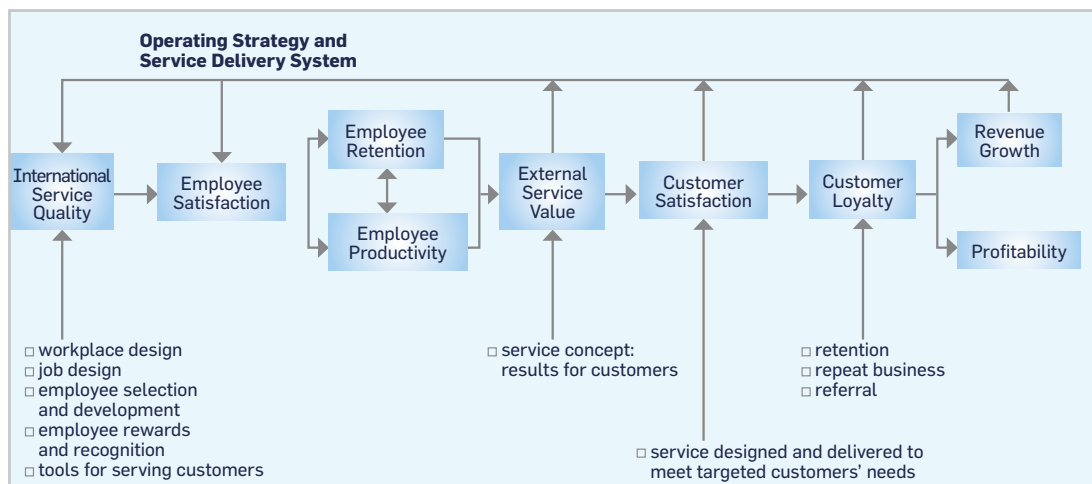 Operating Strategy and
Service Delivery System
International
Service
Quality
Employee
Satisfaction
Employee
Retention
Employee
Productivity
External
Service
Value
Customer
Satisfaction
Customer
Loyalty
Revenue
Growth
Profitability
□ workplace design
□ job design
□ employee selection
and development
□ employee rewards
and recognition
□ tools for serving customers
□ service concept:
results for customers
□ service designed and delivered to
meet targeted customers’ needs
□ retention
□ repeat business
□ referral